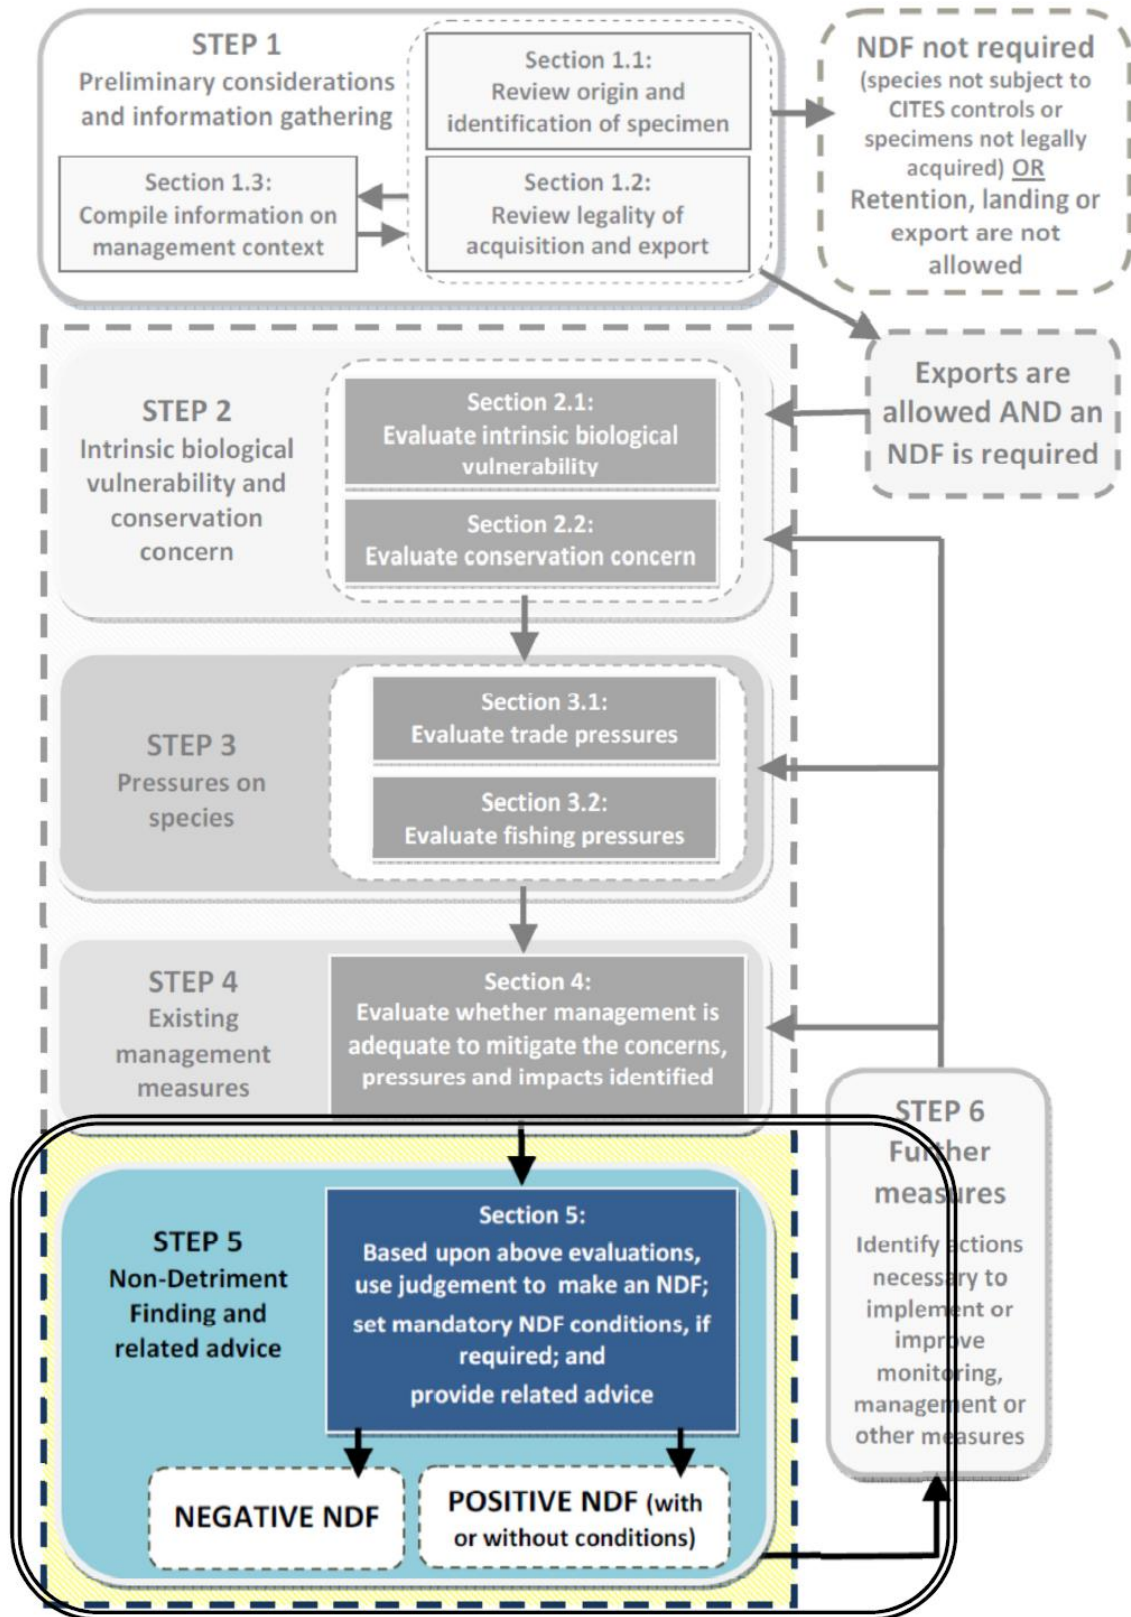 STEP 1
Preliminary considerations
and information gathering
Section 1.1:
Review origin and
identification of specimen
Section 1.3:
Compile information on
management context
Section 1.2:
Review legality of
acquisition and export
NDF not required
(species not subject to
CITES controls or
specimens not legally
acquired) OR
Retention, landing or
export are not
allowed
Exports are
allowed AND an
NDF is required
STEP 2
Intrinsic biological
vulnerability and
conservation
concern
Section 2.1:
Evaluate intrinsic biological
vulnerability
Section 2.2:
Evaluate conservation concern
STEP 3
Pressures on
species
Section 3.1:
Evaluate trade pressures
Section 3.2:
Evaluate fishing pressures
STEP 4
Existing
management
measures
Section 4:
Evaluate whether management is
adequate to mitigate the concerns,
pressures and impacts identified
STEP 5
Non-Detriment
Finding and
related advice
Section 5:
Based upon above evaluations,
use judgement to make an NDF;
set mandatory NDF conditions, if
required; and
provide related advice
NEGATIVE NDF
POSITIVE NDF (with
or without conditions)
STEP 6
Further
measures
Identify actions
necessary to
implement or
improve
monitoring,
management or
other measures